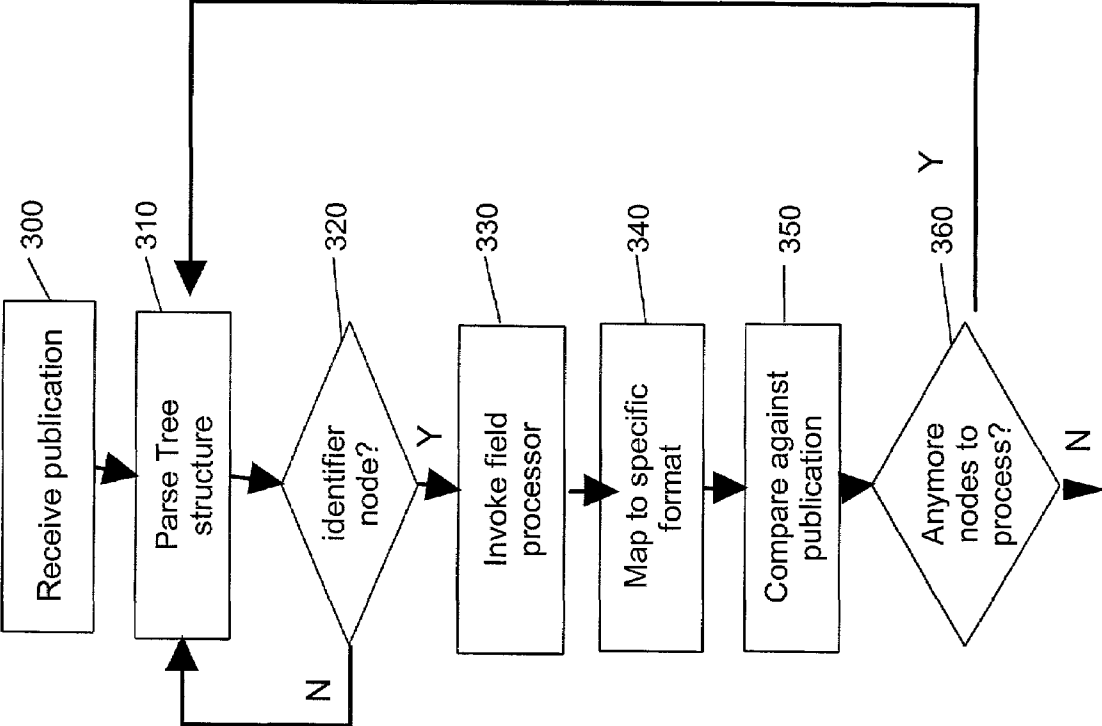 300
Receive publication
310
Parse Tree
structure
320
identifier
node?
N
Y
330
Invoke field
processor
340
Map to specific
format
350
Compare against
publication
360
Anymore
nodes to
process?
Y
N